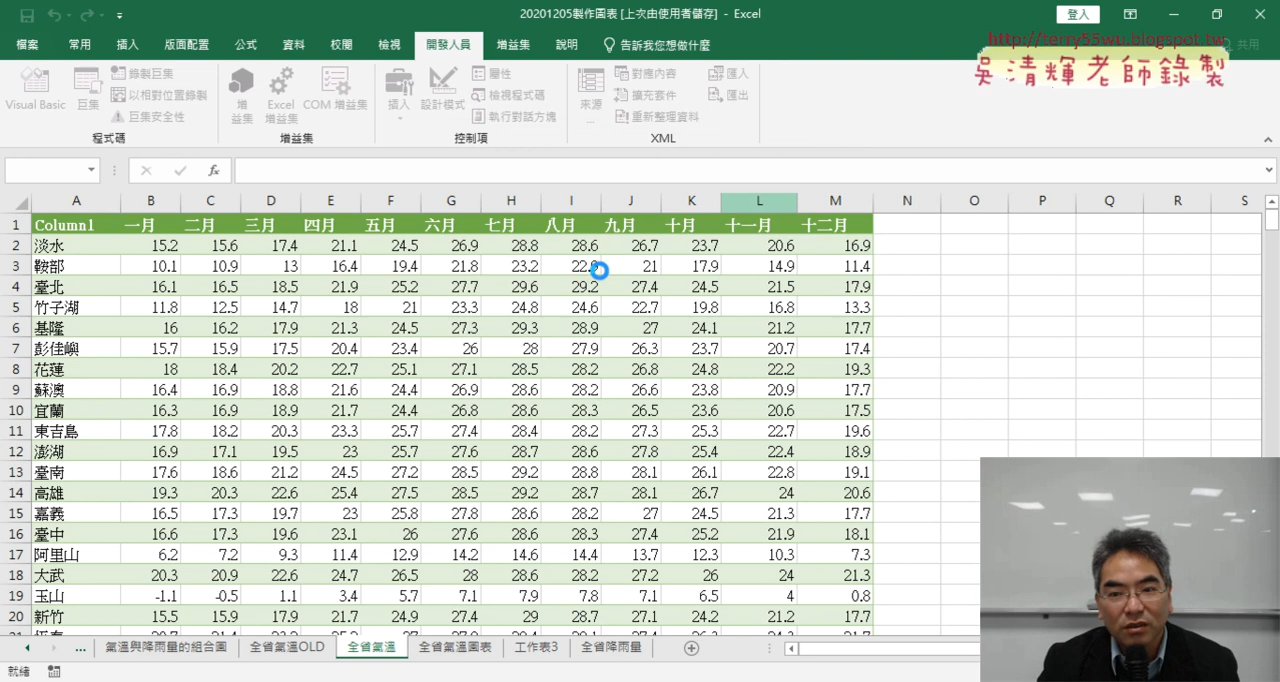 20201205製作圖表 [上次由使用者儲存] - Excel
登入
檔案 常用 插入 版面配置 公式 資料 校閱 檢視 開發人員 增益集 說明 告訴我您想做什麼 共用
http://terry55wu.blogspot.tw
吳清輝老師錄製
Visual Basic 巨集 錄製巨集 以相對位置錄製 巨集安全性
增益集 Excel 增益集 COM 增益集
插入 設計模式 屬性 檢視程式碼 執行對話方塊
來源 對應內容 擴充套件 重新整理資料 匯入 匯出
程式碼 增益集 控制項 XML
fx
A B C D E F G H I J K L M N O P Q R S
1 Column1 一月 二月 三月 四月 五月 六月 七月 八月 九月 十月 十一月 十二月
2 淡水 15.2 15.6 17.4 21.1 24.5 26.9 28.8 28.6 26.7 23.7 20.6 16.9
3 鞍部 10.1 10.9 13 16.4 19.4 21.8 23.2 21 17.9 14.9 11.4
4 臺北 16.1 16.5 18.5 21.9 25.2 27.7 29.6 29.2 27.4 24.5 21.5 17.9
5 竹子湖 11.8 12.5 14.7 18 21 23.3 24.8 24.6 22.7 19.8 16.8 13.3
6 基隆 16 16.2 17.9 21.3 24.5 27.3 29.3 28.9 27 24.1 21.2 17.7
7 彭佳嶼 15.7 15.9 17.5 20.4 23.4 26 28 27.9 26.3 23.7 20.7 17.4
8 花蓮 18 18.4 20.2 22.7 25.1 27.1 28.5 28.2 26.8 24.8 22.2 19.3
9 蘇澳 16.4 16.9 18.8 21.6 24.4 26.9 28.6 28.2 26.6 23.8 20.9 17.7
10 宜蘭 16.3 16.9 18.9 21.7 24.4 26.8 28.6 28.3 26.5 23.6 20.6 17.5
11 東吉島 17.8 18.2 20.3 23.3 25.7 27.4 28.4 28.2 27.3 25.3 22.7 19.6
12 澎湖 16.9 17.1 19.5 23 25.7 27.6 28.7 28.6 27.8 25.4 22.4 18.9
13 臺南 17.6 18.6 21.2 24.5 27.2 28.5 29.2 28.8 28.1 26.1 22.8 19.1
14 高雄 19.3 20.3 22.6 25.4 27.5 28.5 29.2 28.7 28.1 26.7 24 20.6
15 嘉義 16.5 17.3 19.7 23 25.8 27.8 28.6 28.2 27 24.5 21.3 17.7
16 臺中 16.6 17.3 19.6 23.1 26 27.6 28.6 28.3 27.4 25.2 21.9 18.1
17 阿里山 6.2 7.2 9.3 11.4 12.9 14.2 14.6 14.4 13.7 12.3 10.3 7.3
18 大武 20.3 20.9 22.6 24.7 26.5 28 28.6 28.2 27.2 26 24 21.3
19 玉山 -1.1 -0.5 1.1 3.4 5.7 7.1 7.9 7.8 7.1 6.5 4 0.8
20 新竹 15.5 15.9 17.9 21.7 24.9 27.4 29 28.7 27.1 24.2 21.2 17.7
... 氣溫與降雨量的組合圖 全省氣溫OLD 全省氣溫 全省氣溫圖表 工作表3 全省降雨量
就緒